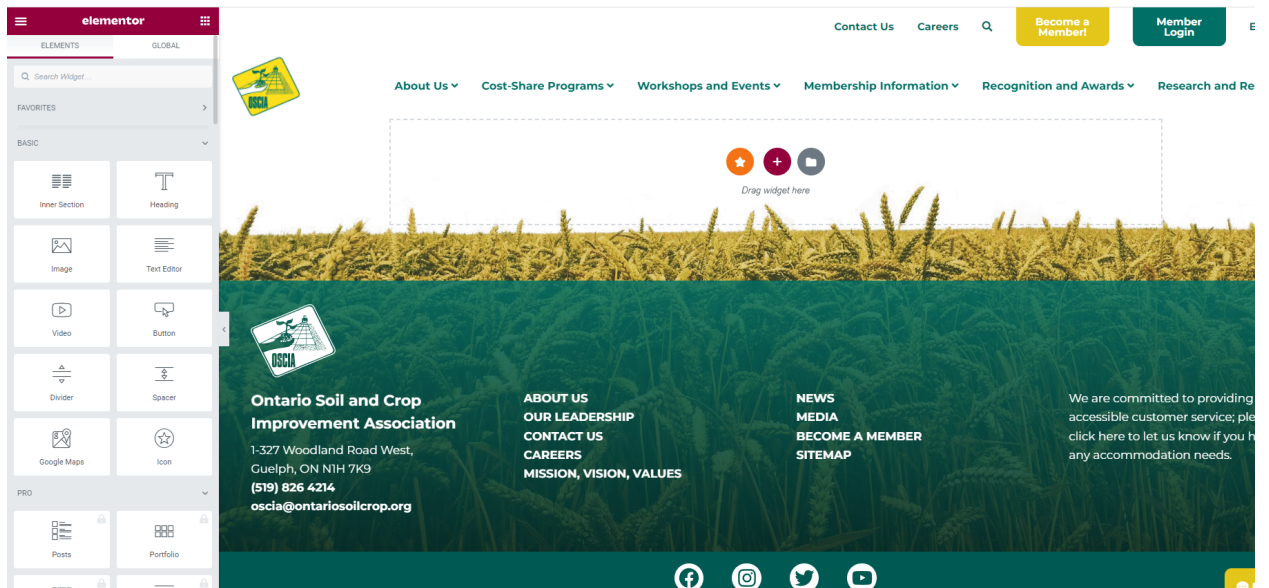 elementor
ELEMENTS
GLOBAL
Search Widget...
FAVORITES
BASIC
Inner Section
Heading
Image
Text Editor
Video
Button
Divider
Spacer
Google Maps
Icon
PRO
Posts
Portfolio
Contact Us
Careers
Become a
Member!
Member
Login
E
OSCIA
About Us
Cost-Share Programs
Workshops and Events
Membership Information
Recognition and Awards
Research and Re
Drag widget here
OSCIA
Ontario Soil and Crop
Improvement Association
1-327 Woodland Road West,
Guelph, ON N1H 7K9
(519) 826 4214
oscia@ontariosoilcrop.org
ABOUT US
OUR LEADERSHIP
CONTACT US
CAREERS
MISSION, VISION, VALUES
NEWS
MEDIA
BECOME A MEMBER
SITEMAP
We are committed to providing
accessible customer service; ple
click here to let us know if you h
any accommodation needs.